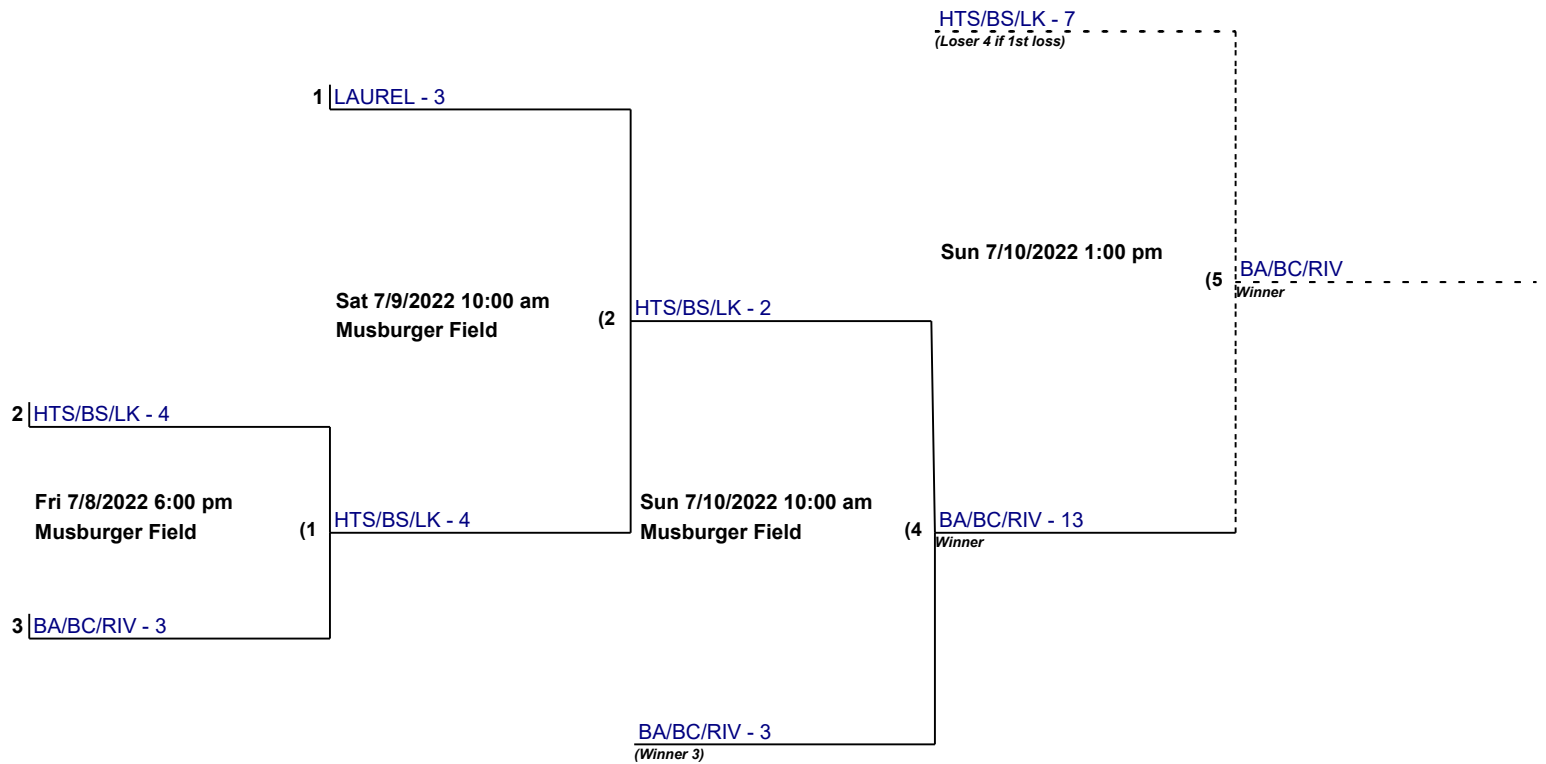 HTS/BS/LK - 7
(Loser 4 if 1st loss)
1 LAUREL - 3
Sun 7/10/2022 1:00 pm
(5 BA/BC/RIV
Winner
Sat 7/9/2022 10:00 am
Musburger Field
(2 HTS/BS/LK - 2
2 HTS/BS/LK - 4
Fri 7/8/2022 6:00 pm
Musburger Field
(1 HTS/BS/LK - 4
Sun 7/10/2022 10:00 am
Musburger Field
(4 BA/BC/RIV - 13
Winner
3 BA/BC/RIV - 3
BA/BC/RIV - 3
(Winner 3)